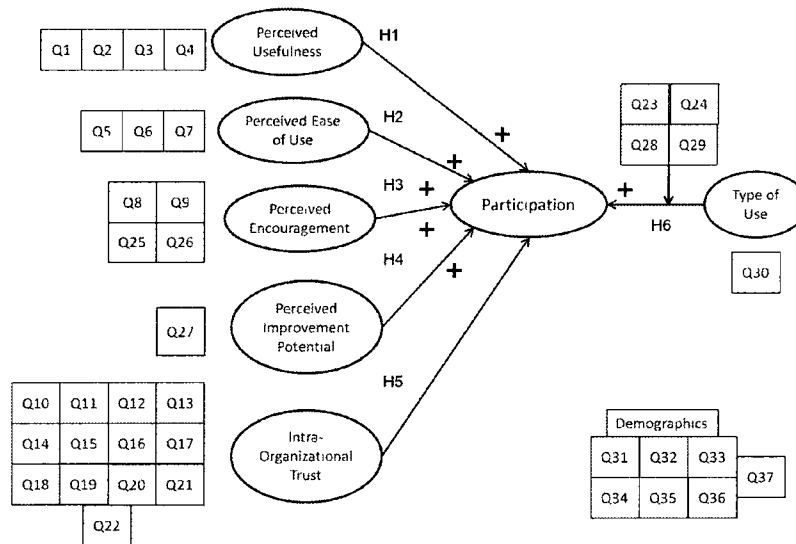 H1
Q1 Q2 Q3 Q4
Perceived
Usefulness
+
H2
Q5 Q6 Q7
Perceived Ease
of Use
+
H3
Q8 Q9
Q25 Q26
Perceived
Encouragement
+
+
H4
Q27
Perceived
Improvement
Potential
+
H5
Q10 Q11 Q12 Q13
Q14 Q15 Q16 Q17
Q18 Q19 Q20 Q21
Q22
Intra-
Organizational
Trust
Participation
Q23 Q24
Q28 Q29
+
H6
Type of
Use
Q30
Demographics
Q31 Q32 Q33
Q34 Q35 Q36
Q37